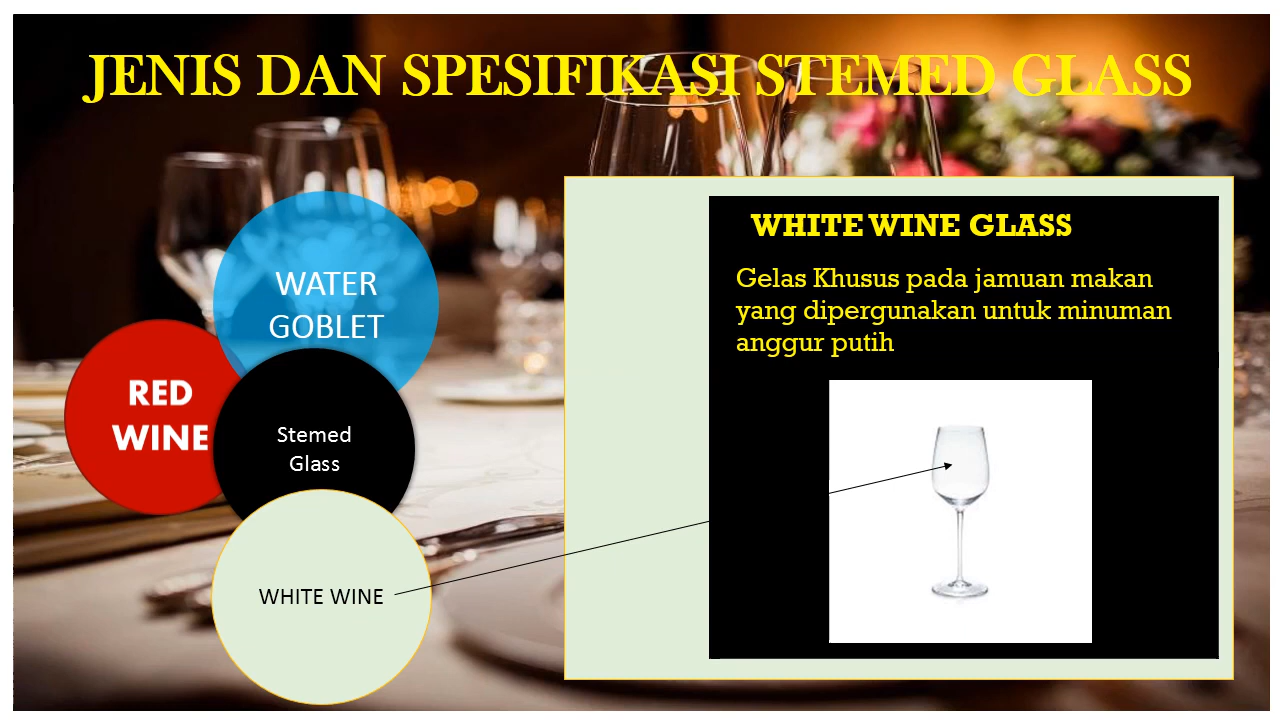 JENIS DAN SPESIFIKASI STEMED GLASS
WATER
GOBLET
RED
WINE
Stemed
Glass
WHITE WINE
WHITE WINE GLASS
Gelas Khusus pada jamuan makan
yang dipergunakan untuk minuman
anggur putih